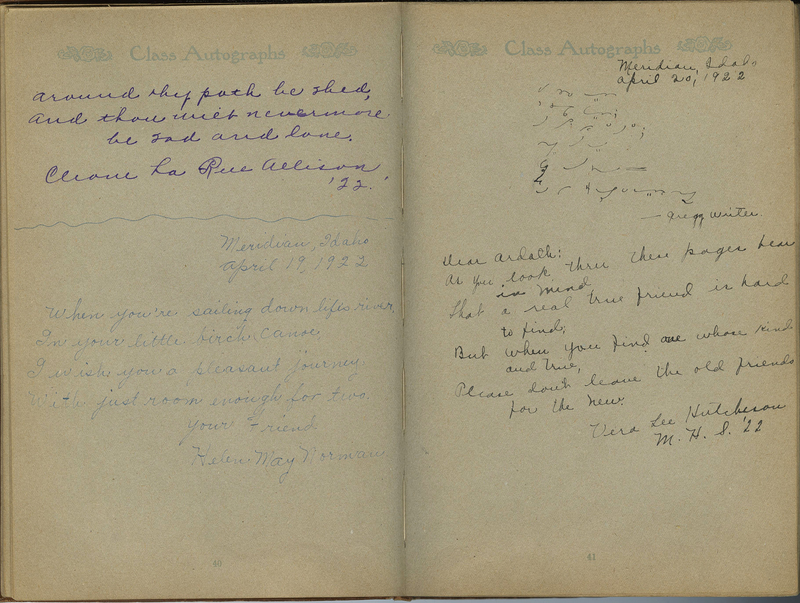 Class Autographs
around thy path be shed,
And thou wilt nevermore
be sad and lone.
Cleone La Rue Allison
'22.'
Meridian, Idaho
April 19, 1922
When you're sailing down life's river,
In your little birch canoe
I wish you a pleasant journey
With just room enough for two.
Your Friend
Helen May Norman
40
Class Autographs
Meridian, Idaho
April 20, 1922
— Gregg Writer.
Dear Ardath:
As you look thru these pages bear
in mind
That a real true friend is hard
to find;
But when you find one whose kind
and true,
Please don't leave the old friends
for the new.
Vera Lee Hutcheson
M. H. S. '22
41